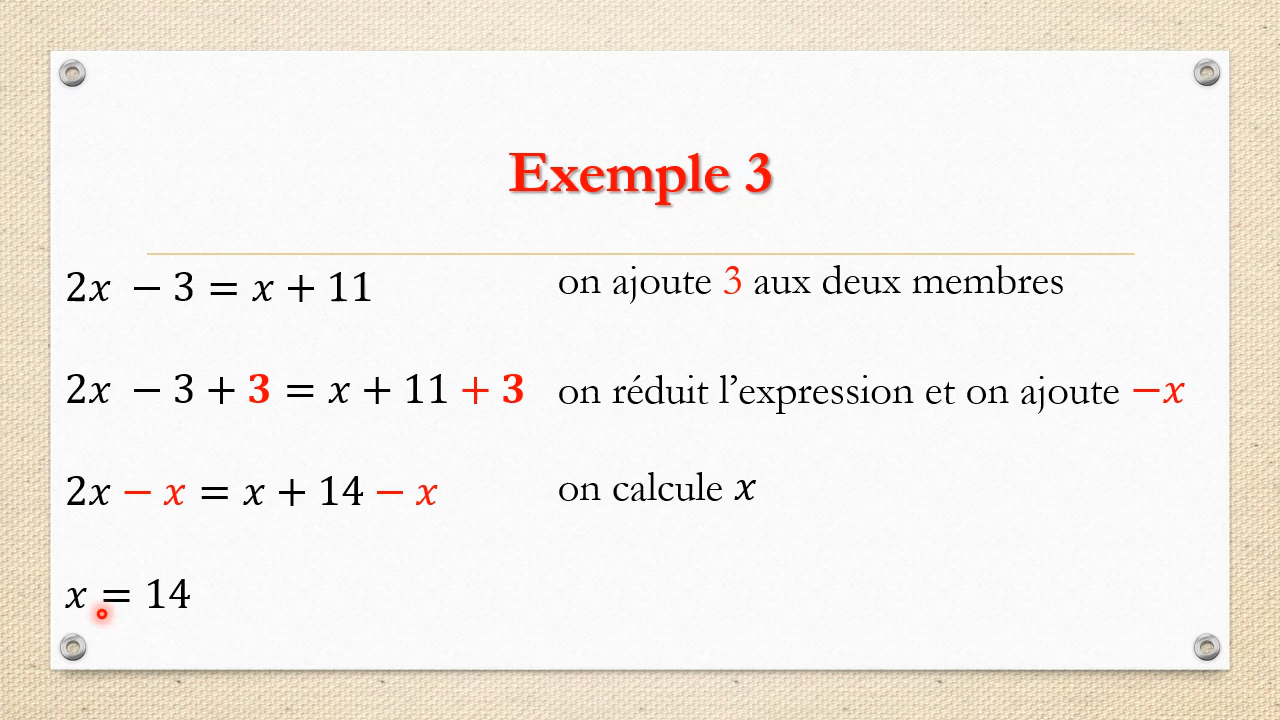 Exemple 3
2x − 3 = x + 11 on ajoute 3 aux deux membres
2x − 3 + 3 = x + 11 + 3 on réduit l’expression et on ajoute −x
2x − x = x + 14 − x on calcule x
x = 14